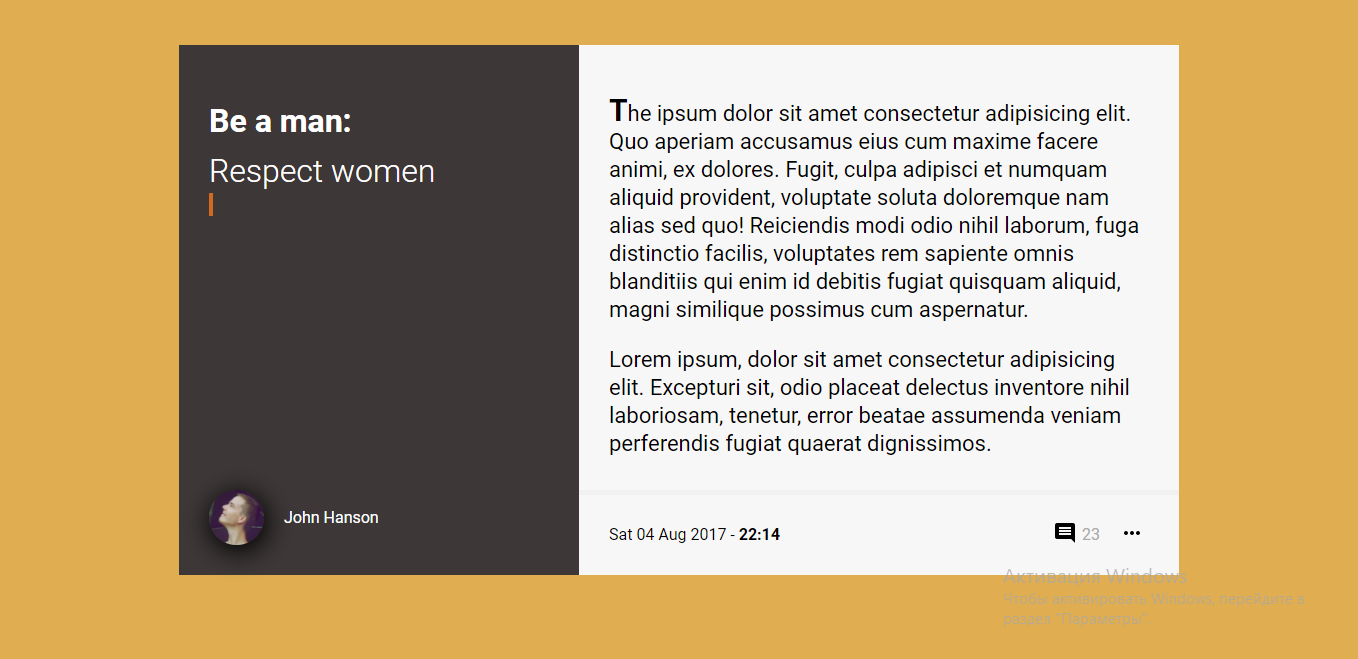 Be a man:
Respect women
John Hanson
The ipsum dolor sit amet consectetur adipisicing elit.
Quo aperiam accusamus eius cum maxime facere
animi, ex dolores. Fugit, culpa adipisci et numquam
aliquid provident, voluptate soluta doloremque nam
alias sed quo! Reiciendis modi odio nihil laborum, fuga
distinctio facilis, voluptates rem sapiente omnis
blanditiis qui enim id debitis fugiat quisquam aliquid,
magni similique possimus cum aspernatur.
Lorem ipsum, dolor sit amet consectetur adipisicing
elit. Excepturi sit, odio placeat delectus inventore nihil
laboriosam, tenetur, error beatae assumenda veniam
perferendis fugiat quaerat dignissimos.
Sat 04 Aug 2017 - 22:14
23
Активация Windows
Чтобы активировать Windows, перейдите в
раздел "Параметры".